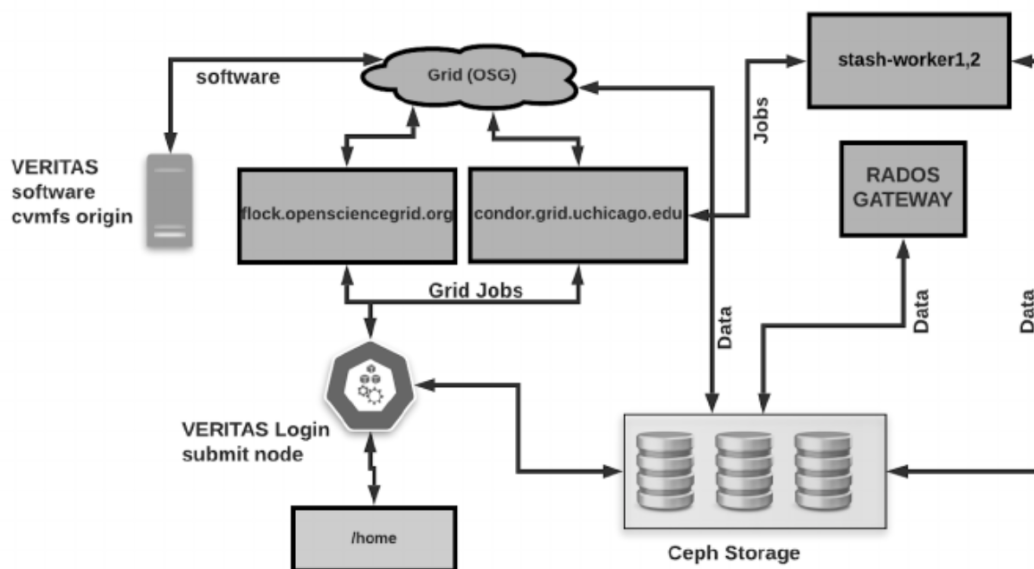 software
Grid (OSG)
stash-worker1,2
Jobs
VERITAS
software
cvmfs origin
RADOS
GATEWAY
flock.opensciencegrid.org
condor.grid.uchicago.edu
Grid Jobs
Data
Data
Data
VERITAS Login
submit node
/home
Ceph Storage